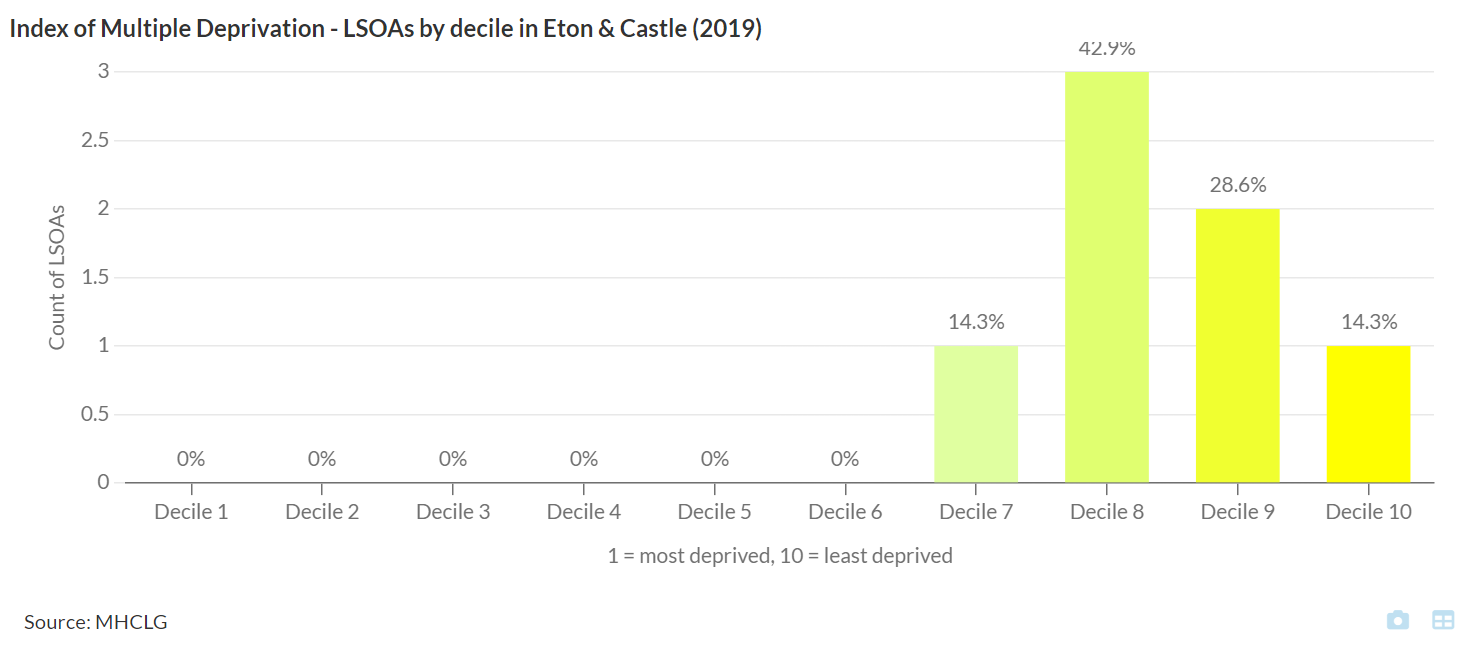 Index of Multiple Deprivation - LSOAs by decile in Eton & Castle (2019)
42.9%
3
2.5
28.6%
2
Count of LSOAs
1.5
14.3%
14.3%
1
0.5
0%
0%
0%
0%
0%
0%
0
Decile 1
Decile 2
Decile 3
Decile 4
Decile 5
Decile 6
Decile 7
Decile 8
Decile 9
Decile 10
1 = most deprived, 10 = least deprived
Source: MHCLG